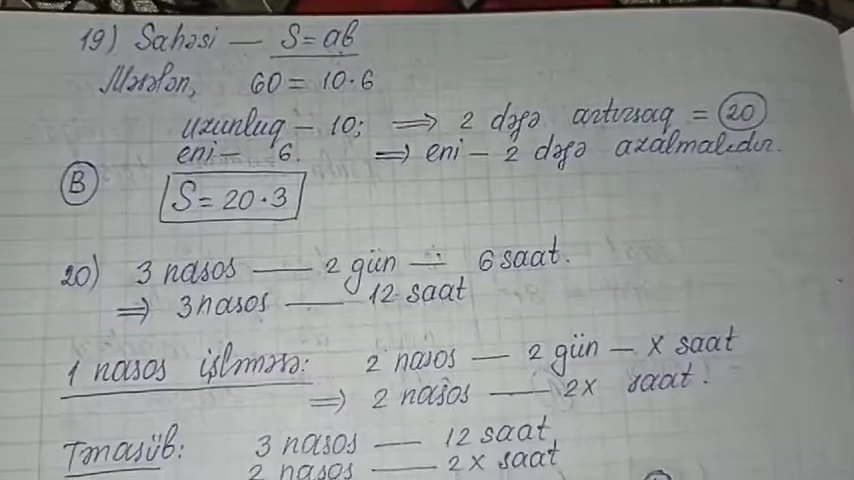 19) Sahəsi — S = ab
Məsələn, 60 = 10·6
uzunluq – 10; ⟹ 2 dəfə artırsaq = 20
eni – 6. ⟹ eni – 2 dəfə azalmalıdır.
B
S = 20·3
20) 3 nasos — 2 gün — 6 saat.
⟹ 3 nasos — 12 saat
1 nasos işləməsə: 2 nasos — 2 gün – x saat
⟹ 2 nasos — 2x saat.
Tənasüb: 3 nasos — 12 saat
2 nasos — 2x saat